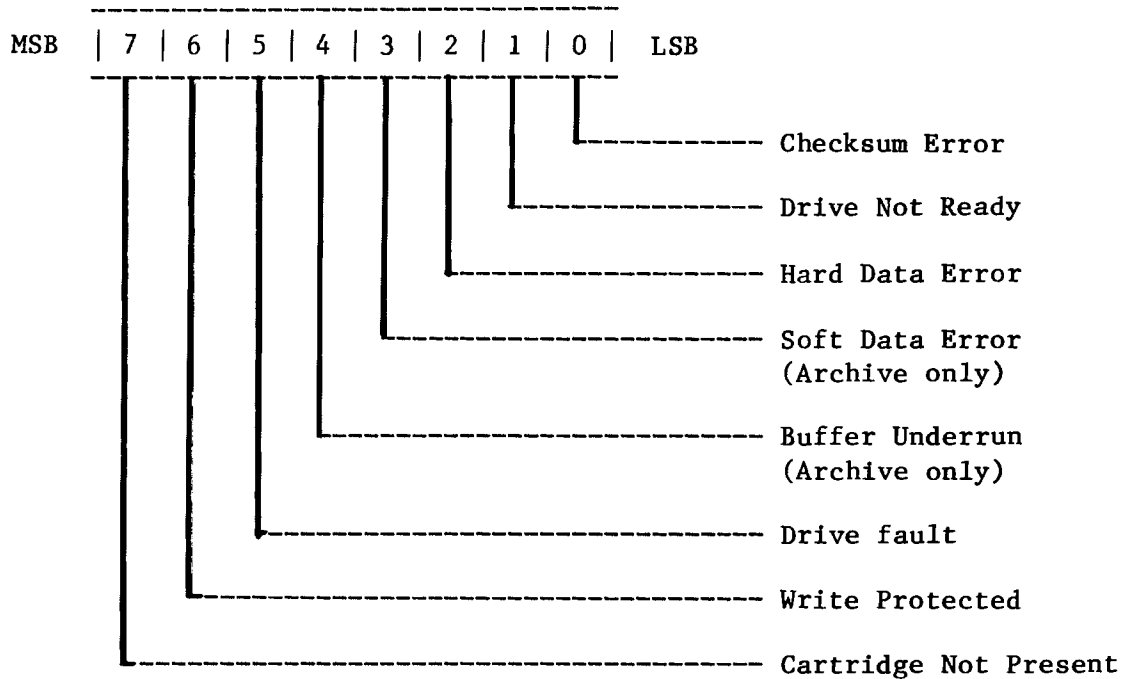 MSB | 7 | 6 | 5 | 4 | 3 | 2 | 1 | 0 | LSB
Checksum Error
Drive Not Ready
Hard Data Error
Soft Data Error
(Archive only)
Buffer Underrun
(Archive only)
Drive fault
Write Protected
Cartridge Not Present